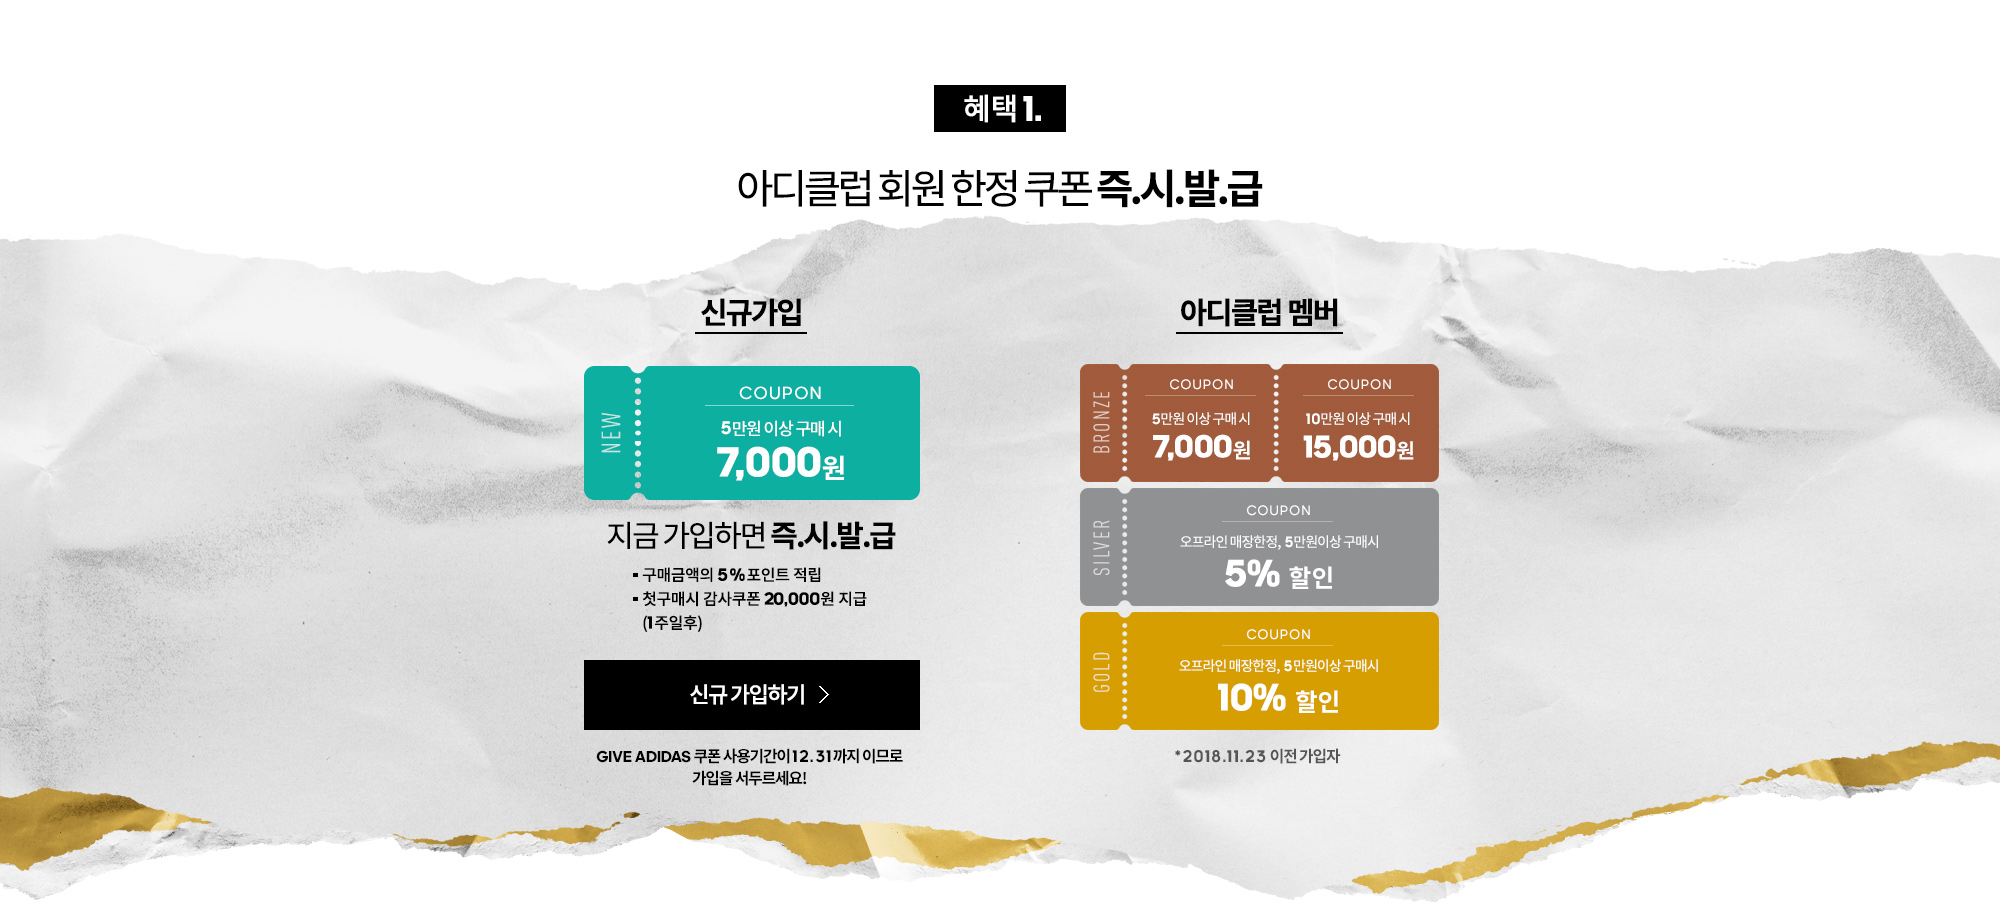 혜택 1.
아디클럽 회원 한정 쿠폰 즉.시.발.급
신규가입
NEW
COUPON
5만원 이상 구매 시
7,000원
지금 가입하면 즉.시.발.급
- 구매금액의 5%포인트 적립
- 첫구매시 감사쿠폰 20,000원 지급
(1주일후)
신규 가입하기 >
GIVE ADIDAS 쿠폰 사용기간이 12.31까지 이므로
가입을 서두르세요!
아디클럽 멤버
BRONZE
COUPON
5만원 이상 구매 시
7,000원
COUPON
10만원 이상 구매 시
15,000원
SILVER
COUPON
오프라인 매장한정, 5만원이상 구매시
5% 할인
GOLD
COUPON
오프라인 매장한정, 5만원이상 구매시
10% 할인
*2018.11.23 이전 가입자